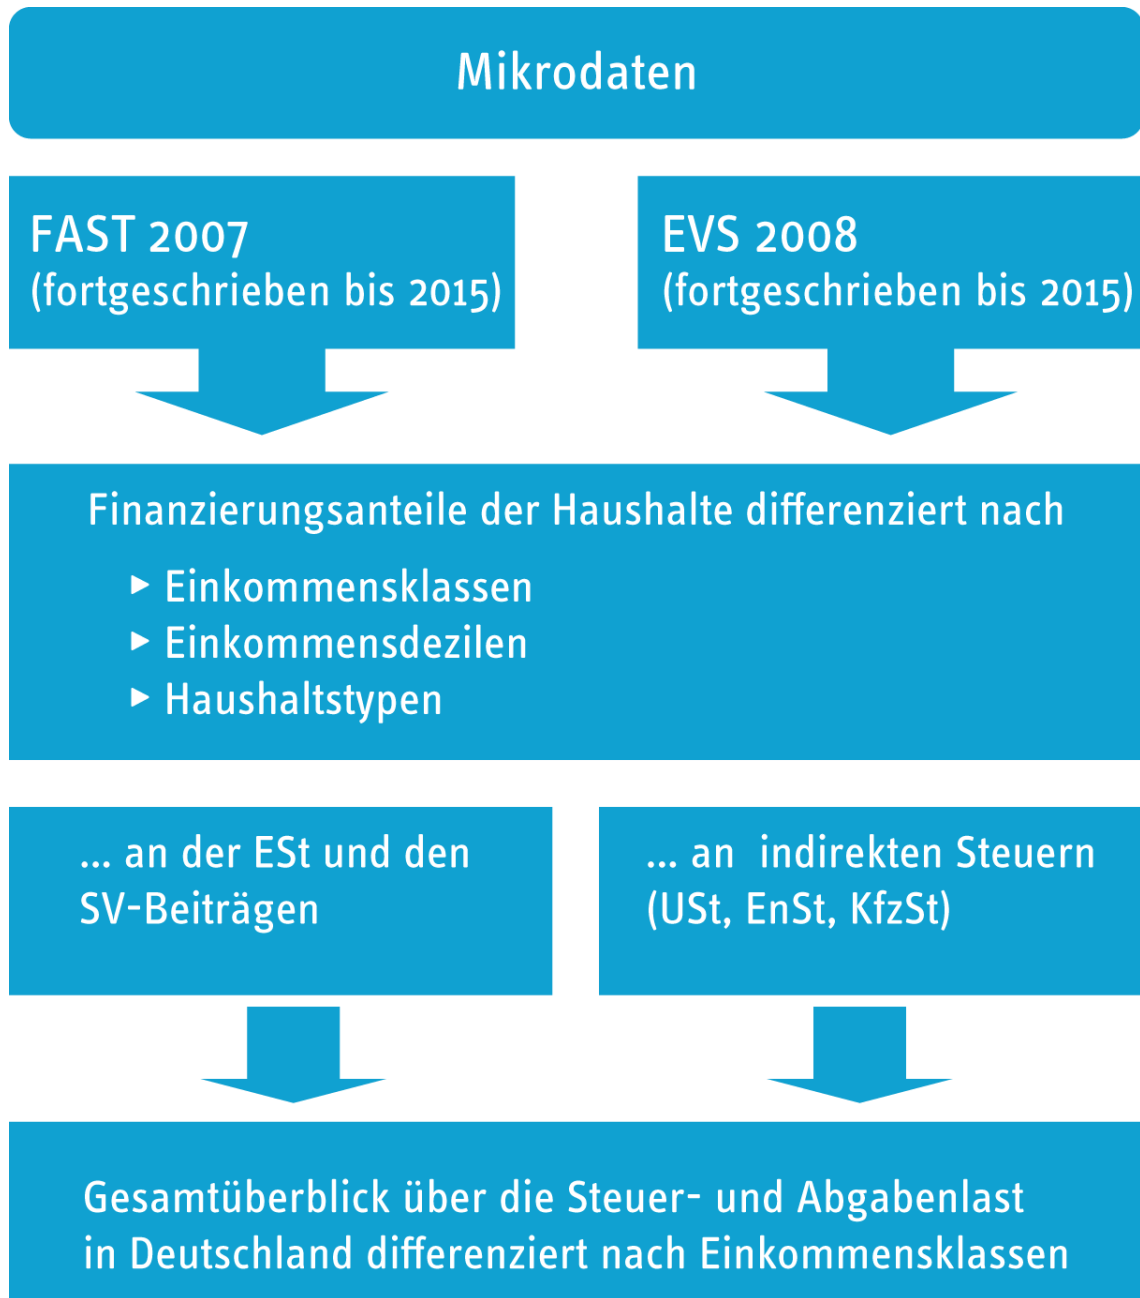 Mikrodaten
FAST 2007
(fortgeschrieben bis 2015)
EVS 2008
(fortgeschrieben bis 2015)
Finanzierungsanteile der Haushalte differenziert nach
▸ Einkommensklassen
▸ Einkommensdezilen
▸ Haushaltstypen
... an der ESt und den
SV-Beiträgen
... an indirekten Steuern
(USt, EnSt, KfzSt)
Gesamtüberblick über die Steuer- und Abgabenlast
in Deutschland differenziert nach Einkommensklassen